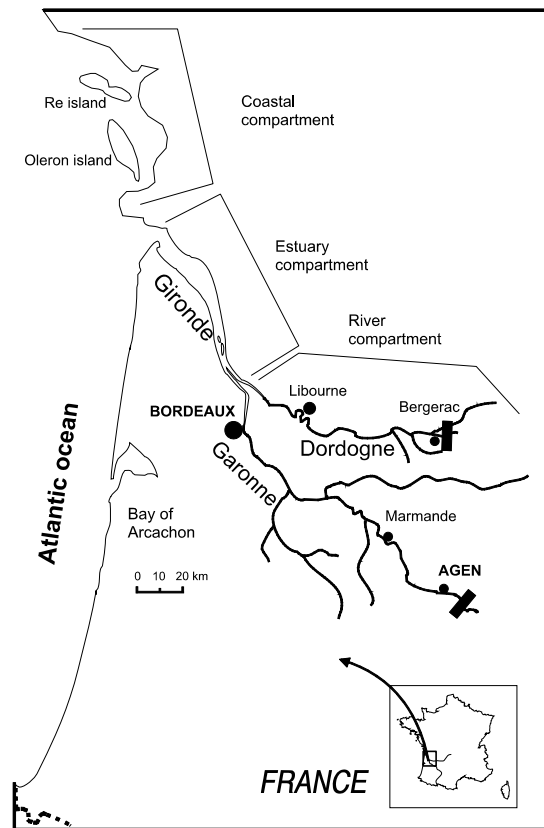 Re island
Coastal
compartment
Oleron island
Estuary
compartment
Gironde
River
compartment
Libourne
BORDEAUX
Bergerac
Dordogne
Garonne
Atlantic ocean
Bay of
Arcachon
Marmande
0 10 20 km
AGEN
FRANCE